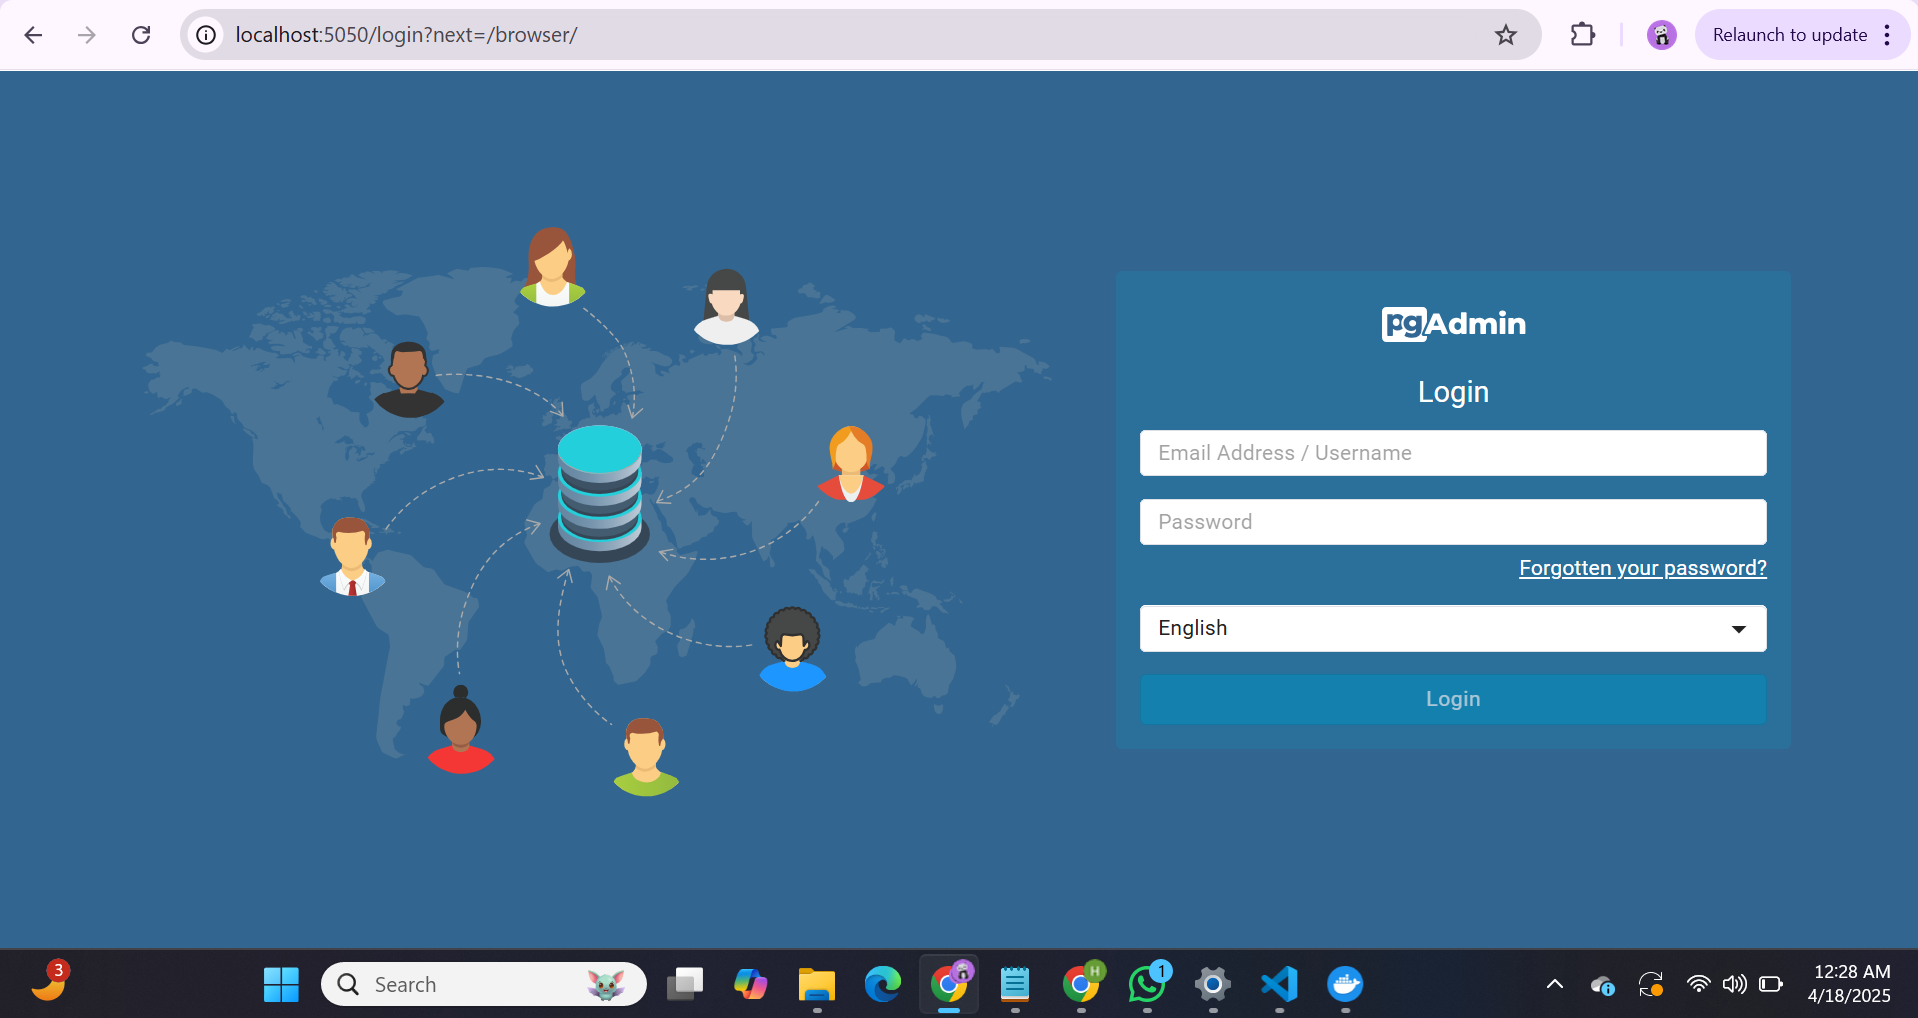 localhost:5050/login?next=/browser/
Relaunch to update
pgAdmin
Login
Email Address / Username
Password
Forgotten your password?
English
Login
3
Search
H
1
12:28 AM
4/18/2025